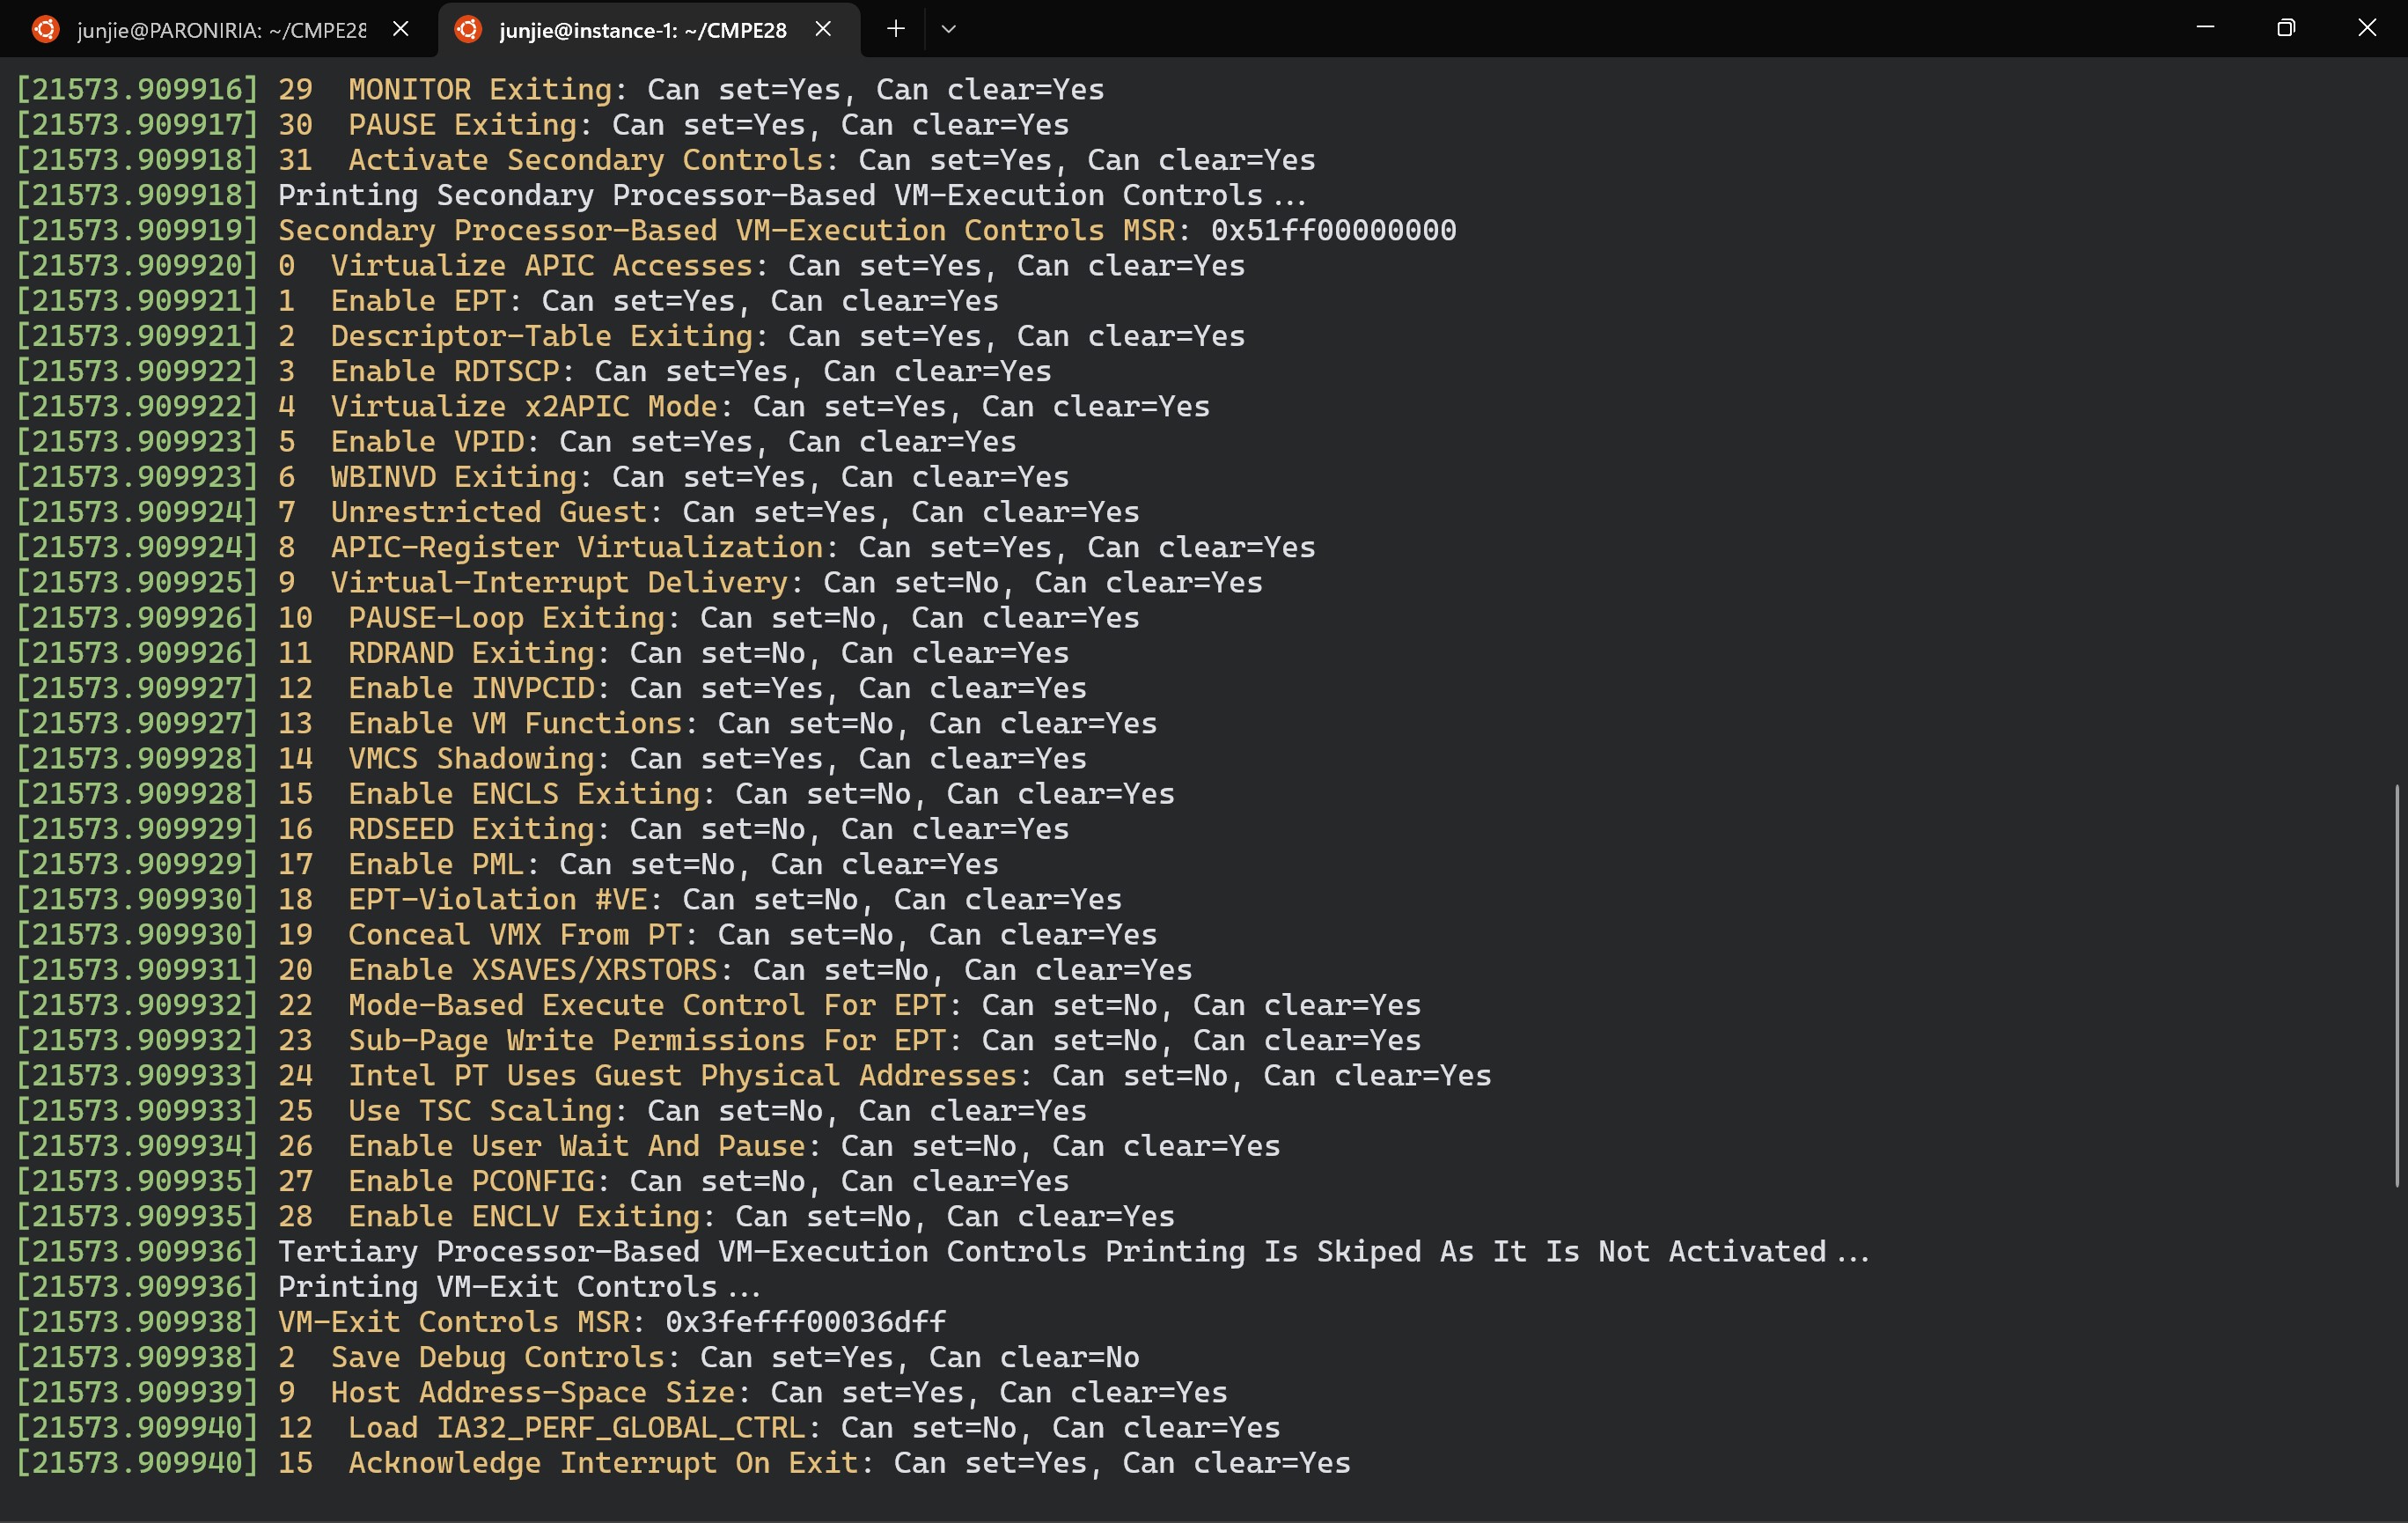 junjie@PARONIRIA: ~/CMPE28
junjie@instance-1: ~/CMPE28
[21573.909916] 29  MONITOR Exiting: Can set=Yes, Can clear=Yes
[21573.909917] 30  PAUSE Exiting: Can set=Yes, Can clear=Yes
[21573.909918] 31  Activate Secondary Controls: Can set=Yes, Can clear=Yes
[21573.909918] Printing Secondary Processor-Based VM-Execution Controls...
[21573.909919] Secondary Processor-Based VM-Execution Controls MSR: 0x51ff00000000
[21573.909920] 0  Virtualize APIC Accesses: Can set=Yes, Can clear=Yes
[21573.909921] 1  Enable EPT: Can set=Yes, Can clear=Yes
[21573.909921] 2  Descriptor-Table Exiting: Can set=Yes, Can clear=Yes
[21573.909922] 3  Enable RDTSCP: Can set=Yes, Can clear=Yes
[21573.909922] 4  Virtualize x2APIC Mode: Can set=Yes, Can clear=Yes
[21573.909923] 5  Enable VPID: Can set=Yes, Can clear=Yes
[21573.909923] 6  WBINVD Exiting: Can set=Yes, Can clear=Yes
[21573.909924] 7  Unrestricted Guest: Can set=Yes, Can clear=Yes
[21573.909924] 8  APIC-Register Virtualization: Can set=Yes, Can clear=Yes
[21573.909925] 9  Virtual-Interrupt Delivery: Can set=No, Can clear=Yes
[21573.909926] 10  PAUSE-Loop Exiting: Can set=No, Can clear=Yes
[21573.909926] 11  RDRAND Exiting: Can set=No, Can clear=Yes
[21573.909927] 12  Enable INVPCID: Can set=Yes, Can clear=Yes
[21573.909927] 13  Enable VM Functions: Can set=No, Can clear=Yes
[21573.909928] 14  VMCS Shadowing: Can set=Yes, Can clear=Yes
[21573.909928] 15  Enable ENCLS Exiting: Can set=No, Can clear=Yes
[21573.909929] 16  RDSEED Exiting: Can set=No, Can clear=Yes
[21573.909929] 17  Enable PML: Can set=No, Can clear=Yes
[21573.909930] 18  EPT-Violation #VE: Can set=No, Can clear=Yes
[21573.909930] 19  Conceal VMX From PT: Can set=No, Can clear=Yes
[21573.909931] 20  Enable XSAVES/XRSTORS: Can set=No, Can clear=Yes
[21573.909932] 22  Mode-Based Execute Control For EPT: Can set=No, Can clear=Yes
[21573.909932] 23  Sub-Page Write Permissions For EPT: Can set=No, Can clear=Yes
[21573.909933] 24  Intel PT Uses Guest Physical Addresses: Can set=No, Can clear=Yes
[21573.909933] 25  Use TSC Scaling: Can set=No, Can clear=Yes
[21573.909934] 26  Enable User Wait And Pause: Can set=No, Can clear=Yes
[21573.909935] 27  Enable PCONFIG: Can set=No, Can clear=Yes
[21573.909935] 28  Enable ENCLV Exiting: Can set=No, Can clear=Yes
[21573.909936] Tertiary Processor-Based VM-Execution Controls Printing Is Skiped As It Is Not Activated...
[21573.909936] Printing VM-Exit Controls...
[21573.909938] VM-Exit Controls MSR: 0x3fefff00036dff
[21573.909938] 2  Save Debug Controls: Can set=Yes, Can clear=No
[21573.909939] 9  Host Address-Space Size: Can set=Yes, Can clear=Yes
[21573.909940] 12  Load IA32_PERF_GLOBAL_CTRL: Can set=No, Can clear=Yes
[21573.909940] 15  Acknowledge Interrupt On Exit: Can set=Yes, Can clear=Yes